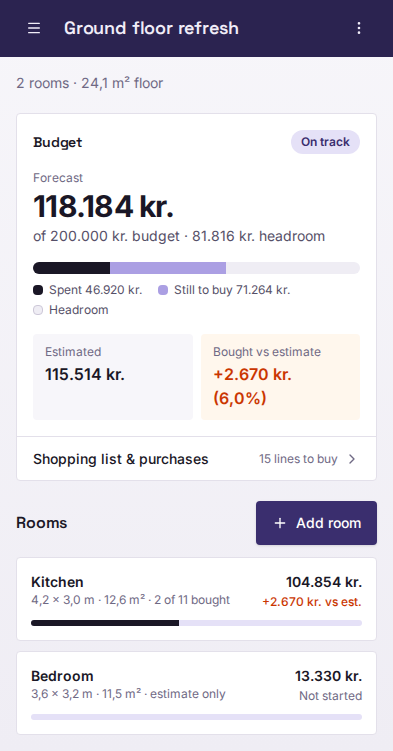 Ground floor refresh
2 rooms · 24,1 m² floor
Budget
On track
Forecast
118.184 kr.
of 200.000 kr. budget · 81.816 kr. headroom
Spent 46.920 kr.
Still to buy 71.264 kr.
Headroom
Estimated
115.514 kr.
Bought vs estimate
+2.670 kr.
(6,0%)
Shopping list & purchases
15 lines to buy
Rooms
+ Add room
Kitchen
104.854 kr.
4,2 × 3,0 m · 12,6 m² · 2 of 11 bought
+2.670 kr. vs est.
Bedroom
13.330 kr.
3,6 × 3,2 m · 11,5 m² · estimate only
Not started